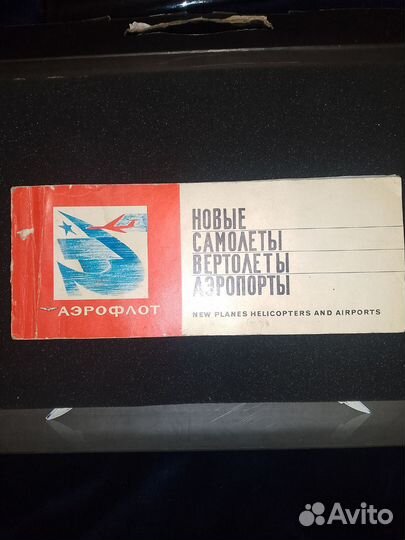 НОВЫЕ
САМОЛЕТЫ
ВЕРТОЛЕТЫ
АЭРОПОРТЫ
АЭРОФЛОТ
NEW PLANES HELICOPTERS AND AIRPORTS
Avito